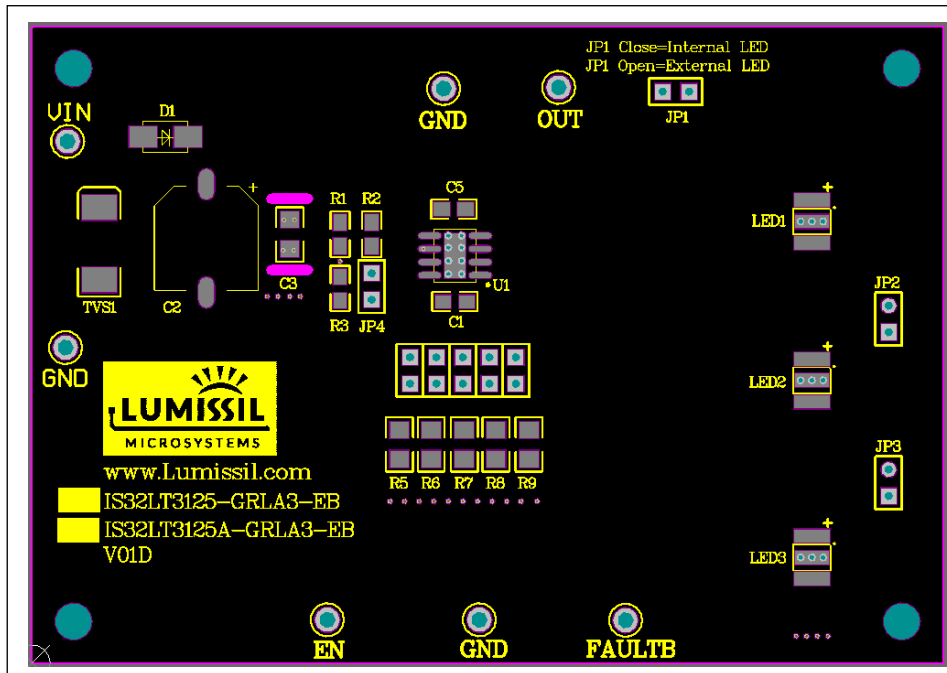 JP1 Close=Internal LED
JP1 Open=External LED
VIN
D1
GND
OUT
JP1
R1
R2
C5
LED1
TVS1
C2
C3
R3
JP4
U1
C1
JP2
GND
LED2
LUMISSIL
MICROSYSTEMS
www.Lumissil.com
IS32LT3125-GRLA3-EB
IS32LT3125A-GRLA3-EB
V01D
R5
R6
R7
R8
R9
JP3
LED3
EN
GND
FAULTB